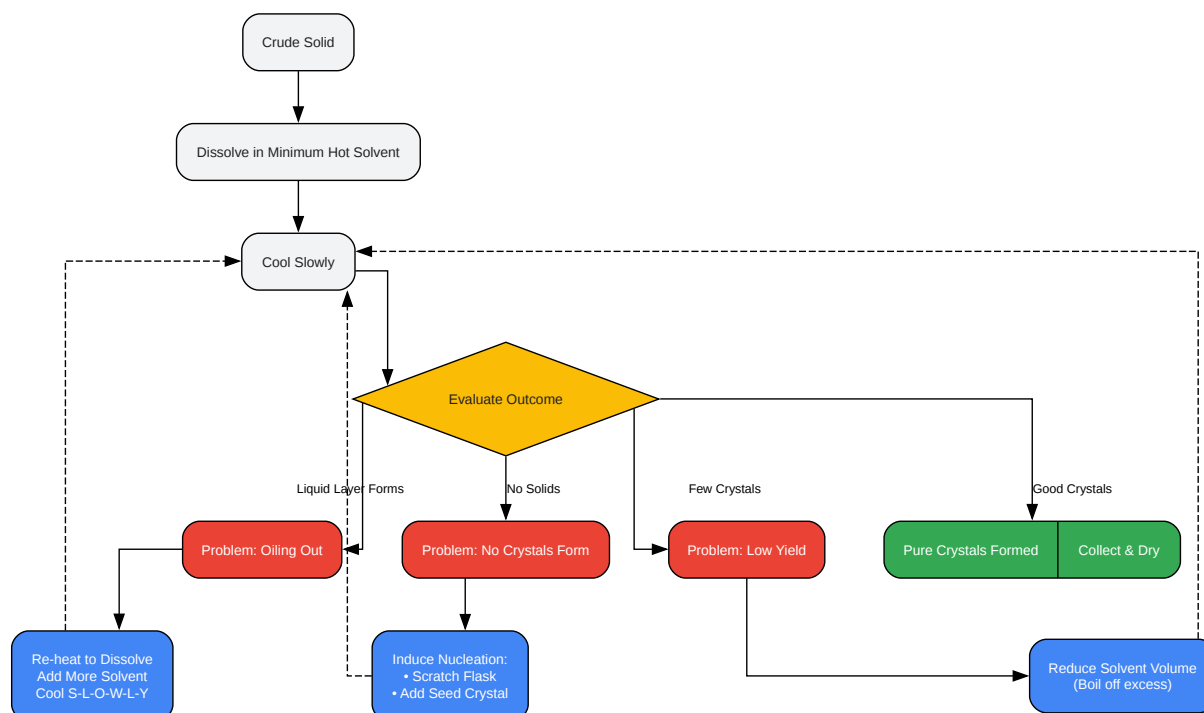 Crude Solid
Dissolve in Minimum Hot Solvent
Cool Slowly
Evaluate Outcome
Liquid Layer Forms
No Solids
Few Crystals
Good Crystals
Problem: Oiling Out
Problem: No Crystals Form
Problem: Low Yield
Pure Crystals Formed
Collect & Dry
Re-heat to Dissolve
Add More Solvent
Cool S-L-O-W-L-Y
Induce Nucleation:
• Scratch Flask
• Add Seed Crystal
Reduce Solvent Volume
(Boil off excess)